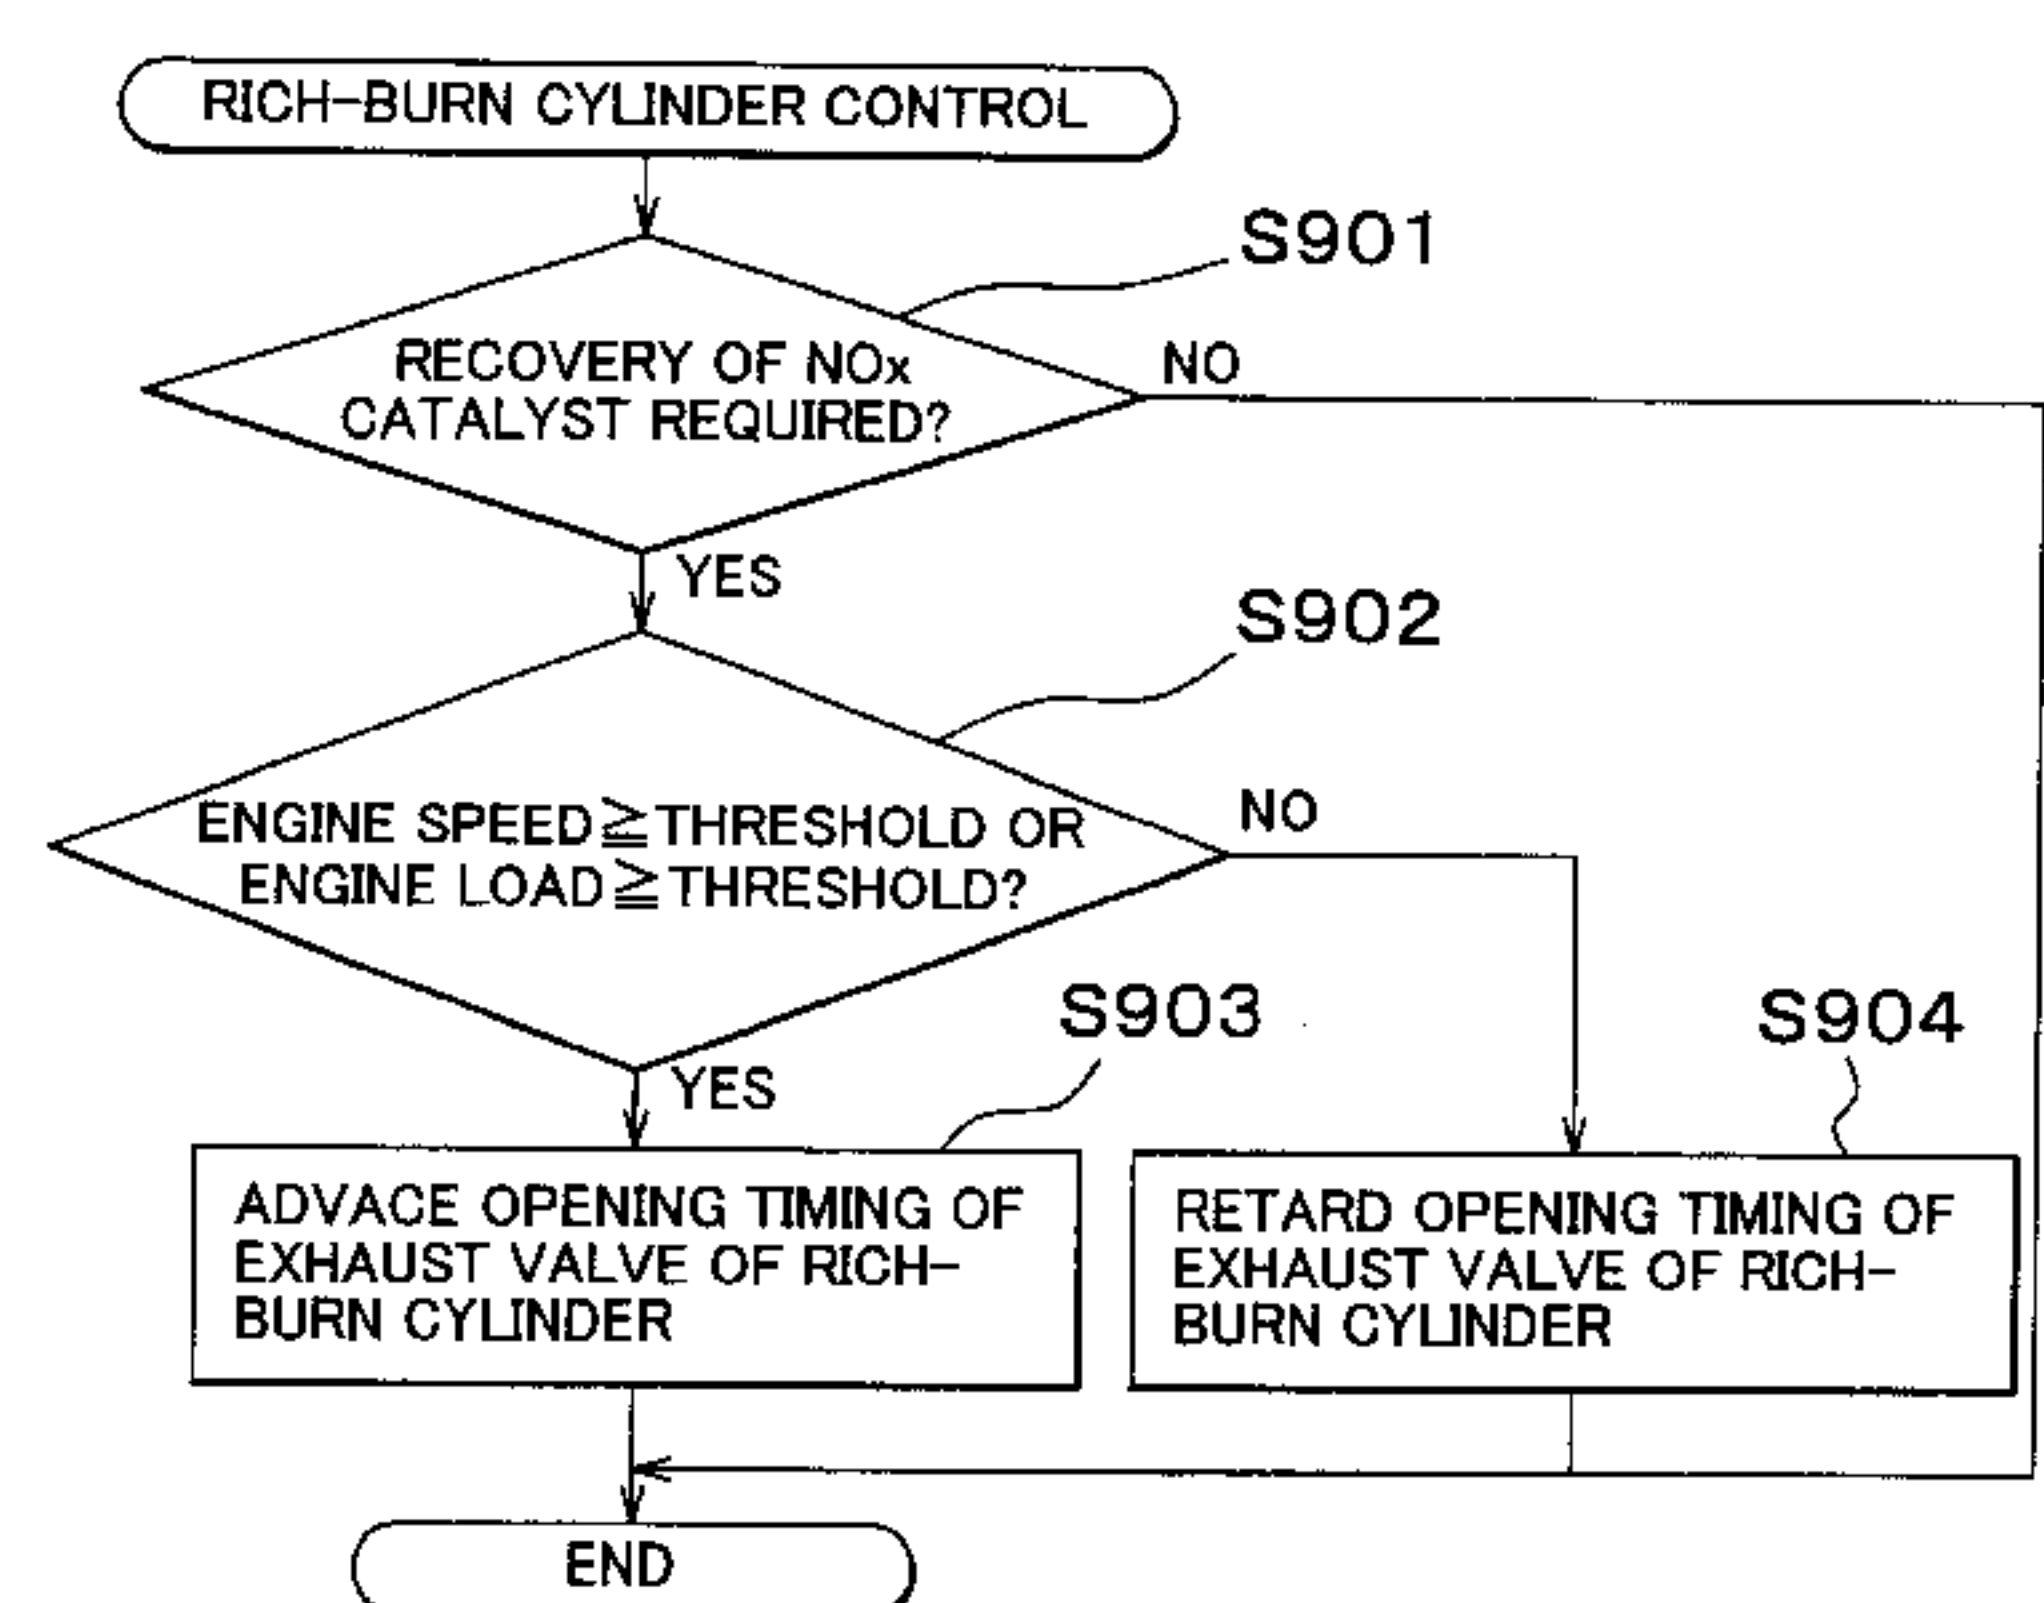 RICH-BURN CYLINDER CONTROL
S901
RECOVERY OF NOx
CATALYST REQUIRED?
NO
YES
S902
ENGINE SPEED≧THRESHOLD OR
ENGINE LOAD≧THRESHOLD?
NO
YES
S903
S904
ADVACE OPENING TIMING OF
EXHAUST VALVE OF RICH-
BURN CYLINDER
RETARD OPENING TIMING OF
EXHAUST VALVE OF RICH-
BURN CYLINDER
END